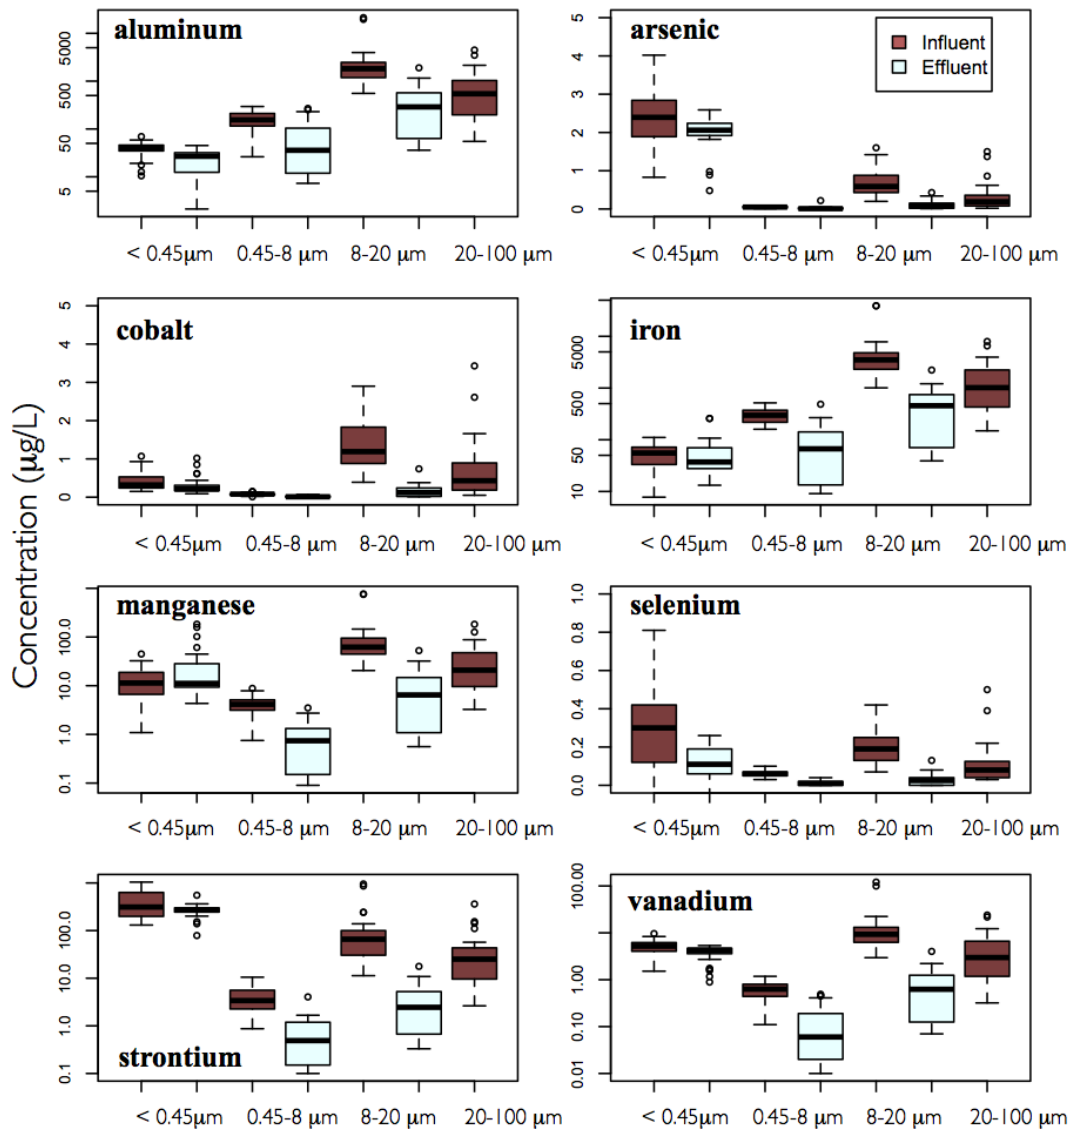 Concentration (µg/L)
aluminum
5000
500
50
5
< 0.45µm 0.45-8 µm 8-20 µm 20-100 µm
arsenic
Influent
Effluent
5
4
3
2
1
0
< 0.45µm 0.45-8 µm 8-20 µm 20-100 µm
cobalt
5
4
3
2
1
0
< 0.45µm 0.45-8 µm 8-20 µm 20-100 µm
iron
5000
500
50
10
< 0.45µm 0.45-8 µm 8-20 µm 20-100 µm
manganese
100.0
10.0
1.0
0.1
< 0.45µm 0.45-8 µm 8-20 µm 20-100 µm
selenium
1.0
0.8
0.6
0.4
0.2
0.0
< 0.45µm 0.45-8 µm 8-20 µm 20-100 µm
100.0
10.0
1.0
0.1
strontium
< 0.45µm 0.45-8 µm 8-20 µm 20-100 µm
vanadium
100.00
1.00
0.10
0.01
< 0.45µm 0.45-8 µm 8-20 µm 20-100 µm